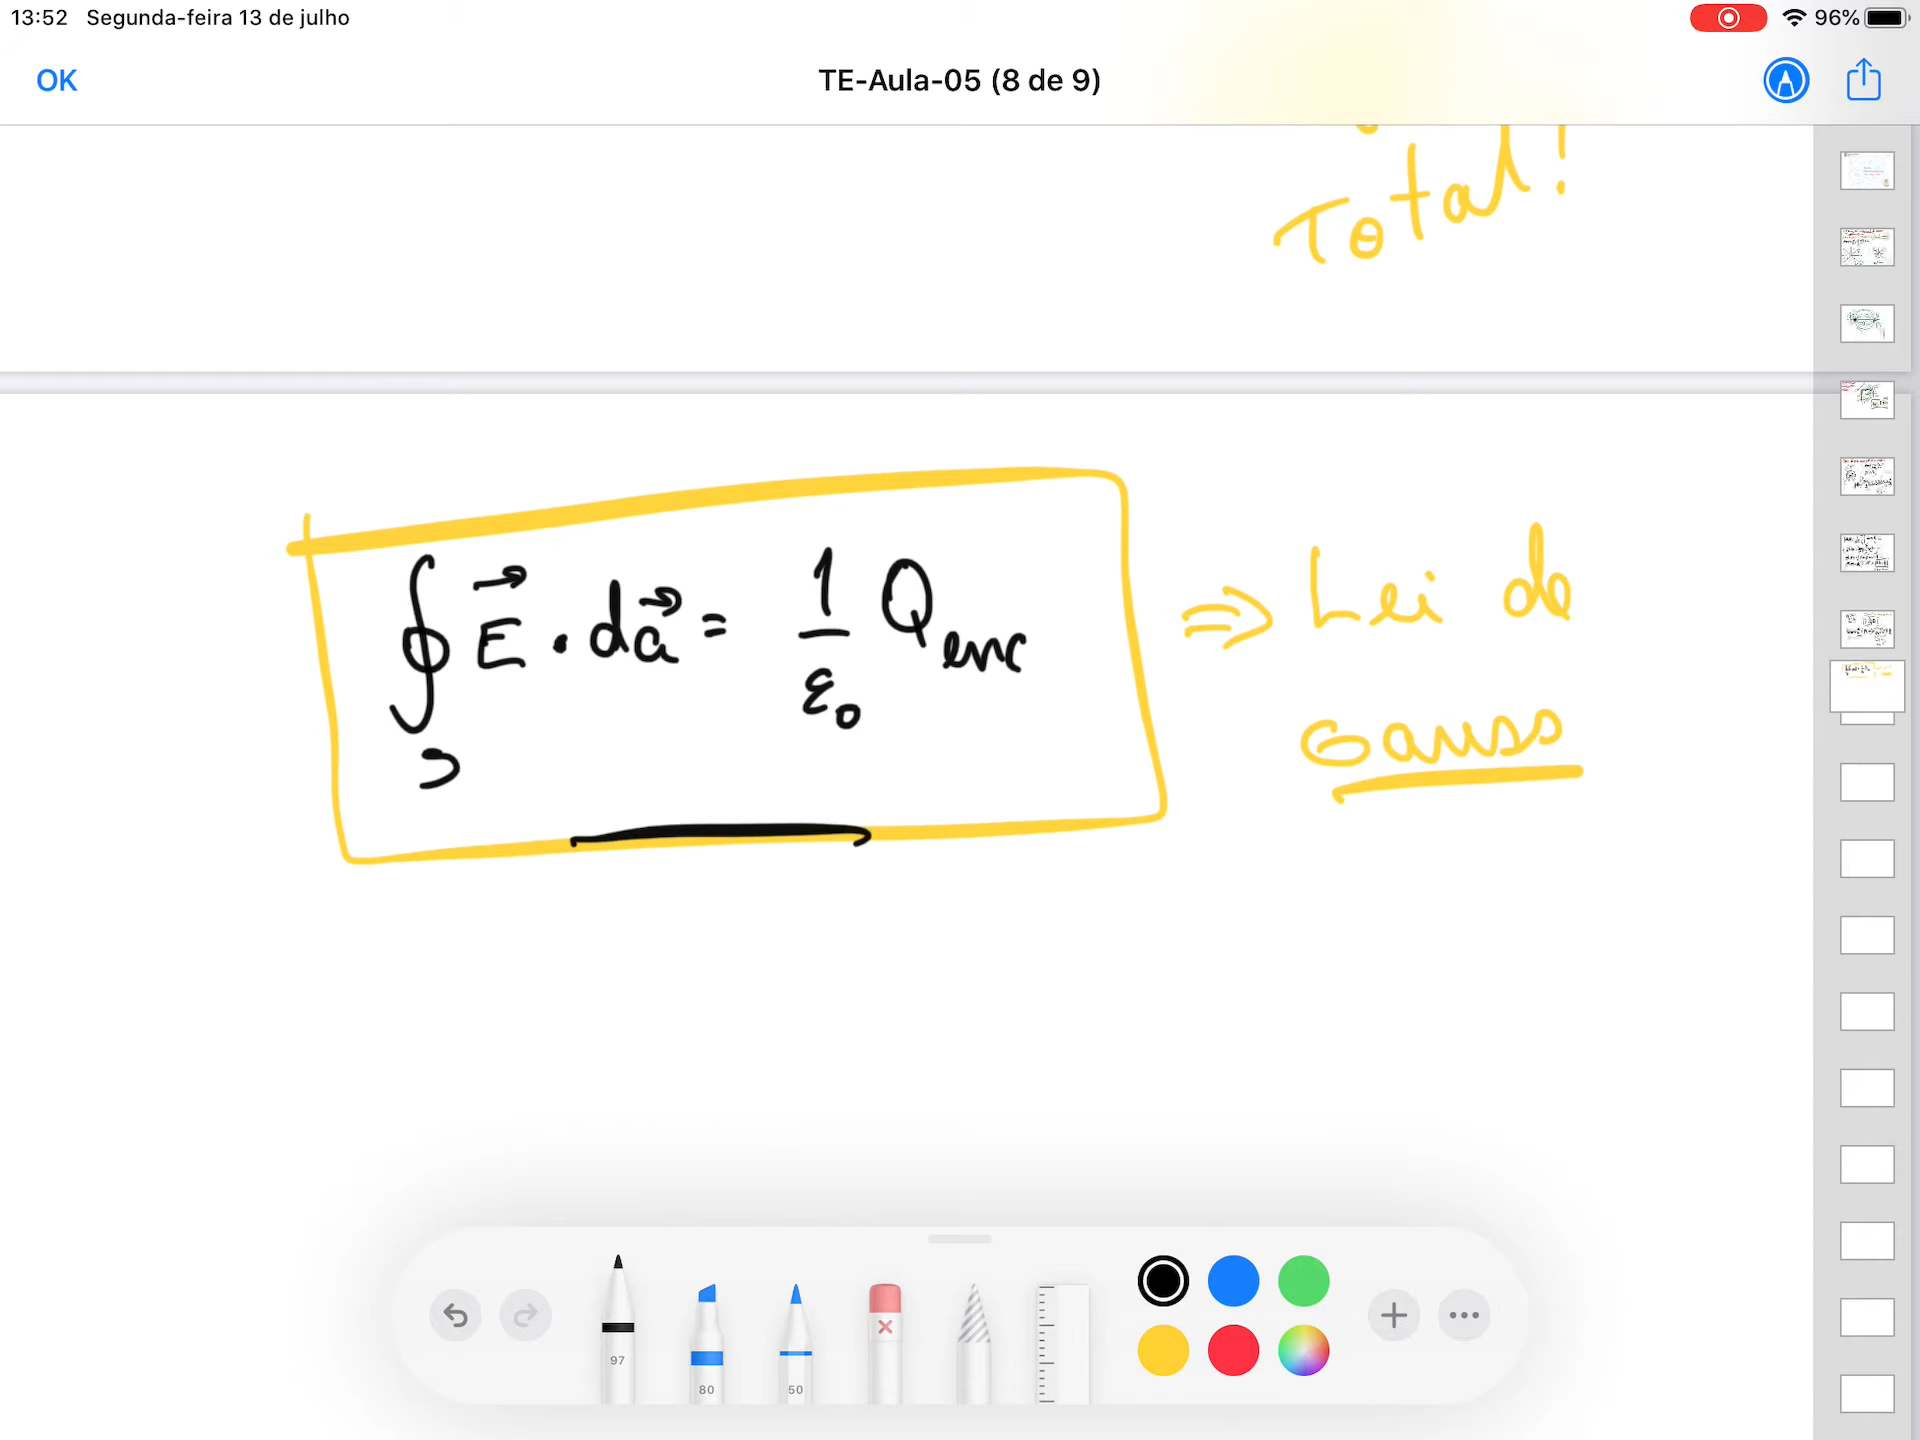 13:52 Segunda-feira 13 de julho 96%
OK TE-Aula-05 (8 de 9)
Total!
∮ E⃗ · da⃗ = 1/ε₀ Qenc ⇒ Lei de
S
Gauss
97 80 50